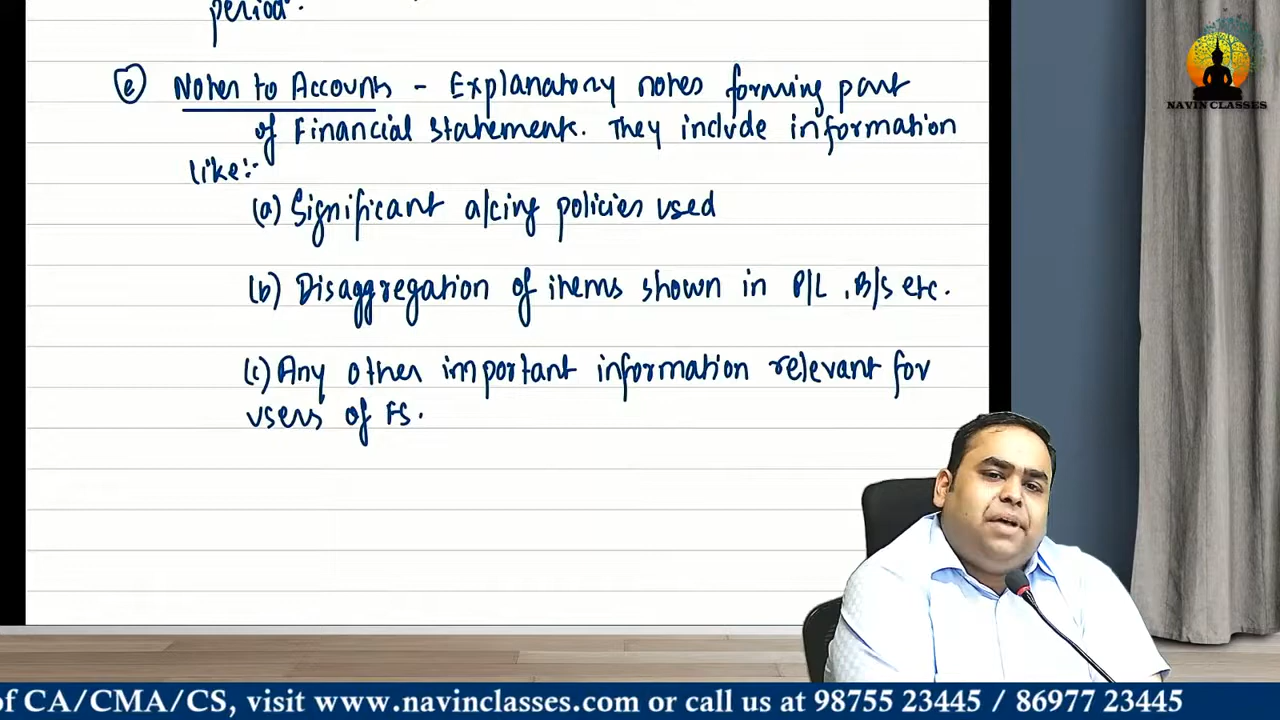 period.
(e) Notes to Accounts - Explanatory notes forming part
of Financial statements. They include information
like:-
(a) Significant a/cing policies used
(b) Disaggregation of items shown in P/L, B/S etc.
(c) Any other important information relevant for
users of FS.
NAVIN CLASSES
of CA/CMA/CS, visit www.navinclasses.com or call us at 98755 23445 / 86977 23445